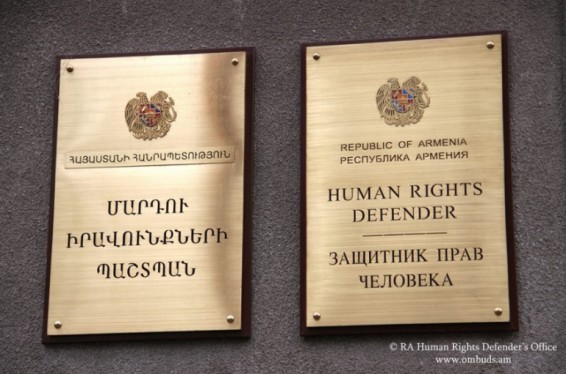 ՀԱՅԱՍՏԱՆԻ ՀԱՆՐԱՊԵՏՈՒԹՅՈՒՆ
ՄԱՐԴՈՒ
ԻՐԱՎՈՒՆՔՆԵՐԻ
ՊԱՇՏՊԱՆ
REPUBLIC OF ARMENIA
РЕСПУБЛИКА АРМЕНИЯ
HUMAN RIGHTS
DEFENDER
ЗАЩИТНИК ПРАВ
ЧЕЛОВЕКА
© RA Human Rights Defender's Office
www.ombuds.am